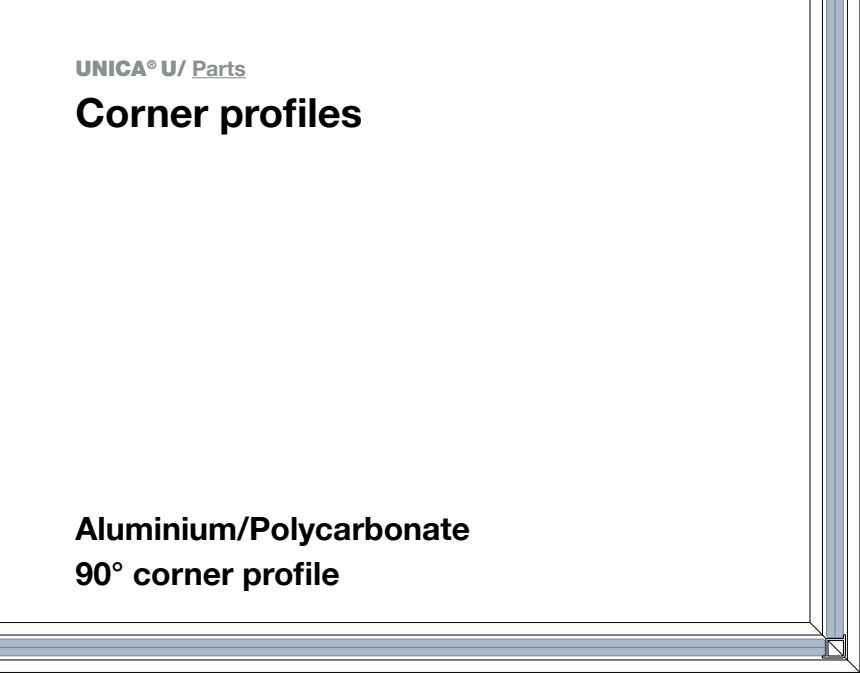 UNICA® U/ Parts
Corner profiles
Aluminium/Polycarbonate
90° corner profile